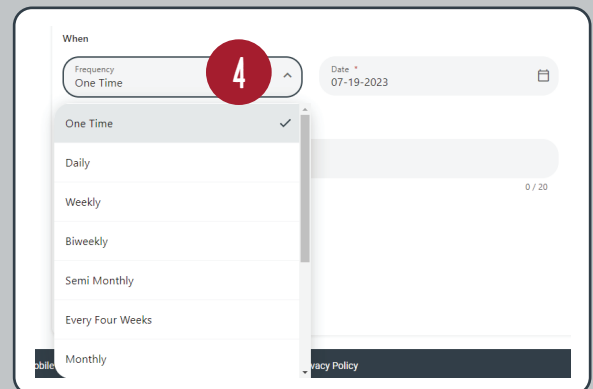 When
Frequency
One Time
4
Date *
07-19-2023
One Time
Daily
Weekly
0 / 20
Biweekly
Semi Monthly
Every Four Weeks
Monthly
Policy